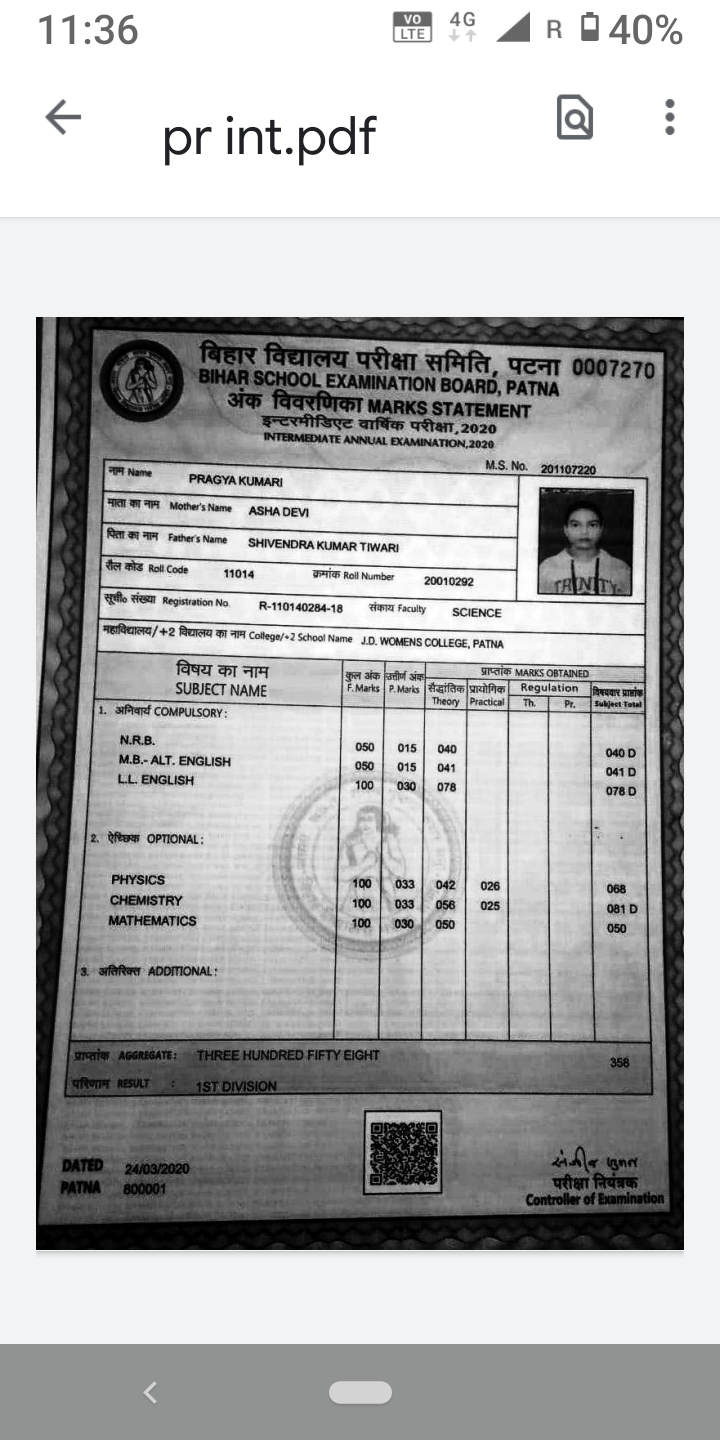 11:36 VO LTE 4G R 40%
pr int.pdf
बिहार विद्यालय परीक्षा समिति, पटना 0007270
BIHAR SCHOOL EXAMINATION BOARD, PATNA
अंक विवरणिका MARKS STATEMENT
इन्टरमीडिएट वार्षिक परीक्षा, 2020
INTERMEDIATE ANNUAL EXAMINATION, 2020
M.S. No. 201107220
नाम Name PRAGYA KUMARI
माता का नाम Mother's Name ASHA DEVI
पिता का नाम Father's Name SHIVENDRA KUMAR TIWARI
TRINITY
रौल कोड Roll Code 11014 क्रमांक Roll Number 20010292
सूची० संख्या Registration No. R-110140284-18 संकाय Faculty SCIENCE
महाविद्यालय/+2 विद्यालय का नाम College/+2 School Name J.D. WOMENS COLLEGE, PATNA
विषय का नाम कुल अंक उत्तीर्ण अंक प्राप्तांक MARKS OBTAINED
SUBJECT NAME F. Marks P. Marks सैद्धांतिक प्रायोगिक Regulation विषयवार प्राप्तांक
Theory Practical Th. Pr. Subject Total
1. अनिवार्य COMPULSORY :
N.R.B. 050 015 040 040 D
M.B.- ALT. ENGLISH 050 015 041 041 D
L.L. ENGLISH 100 030 078 078 D
2. ऐच्छिक OPTIONAL :
PHYSICS 100 033 042 026 068
CHEMISTRY 100 033 056 025 081 D
MATHEMATICS 100 030 050 050
3. अतिरिक्त ADDITIONAL :
प्राप्तांक AGGREGATE : THREE HUNDRED FIFTY EIGHT 358
परिणाम RESULT : 1ST DIVISION
DATED 24/03/2020
PATNA 800001
परीक्षा नियंत्रक
Controller of Examination